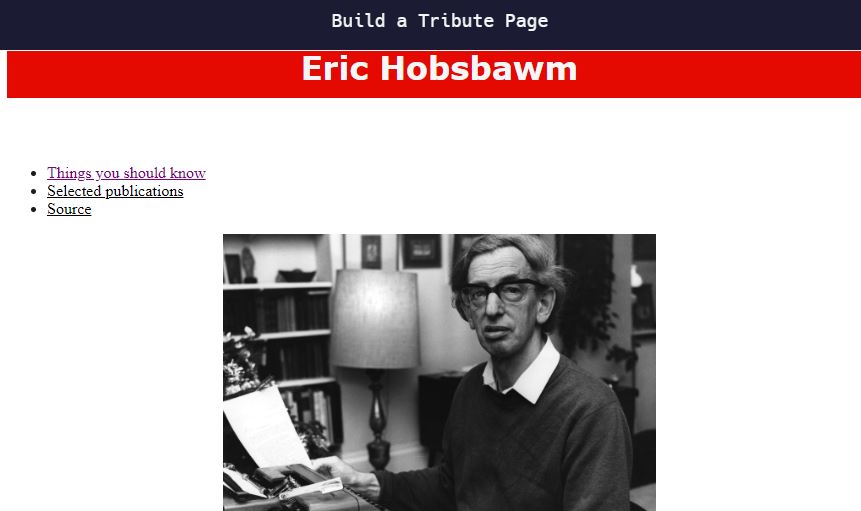 Build a Tribute Page
Eric Hobsbawm
Things you should know
Selected publications
Source